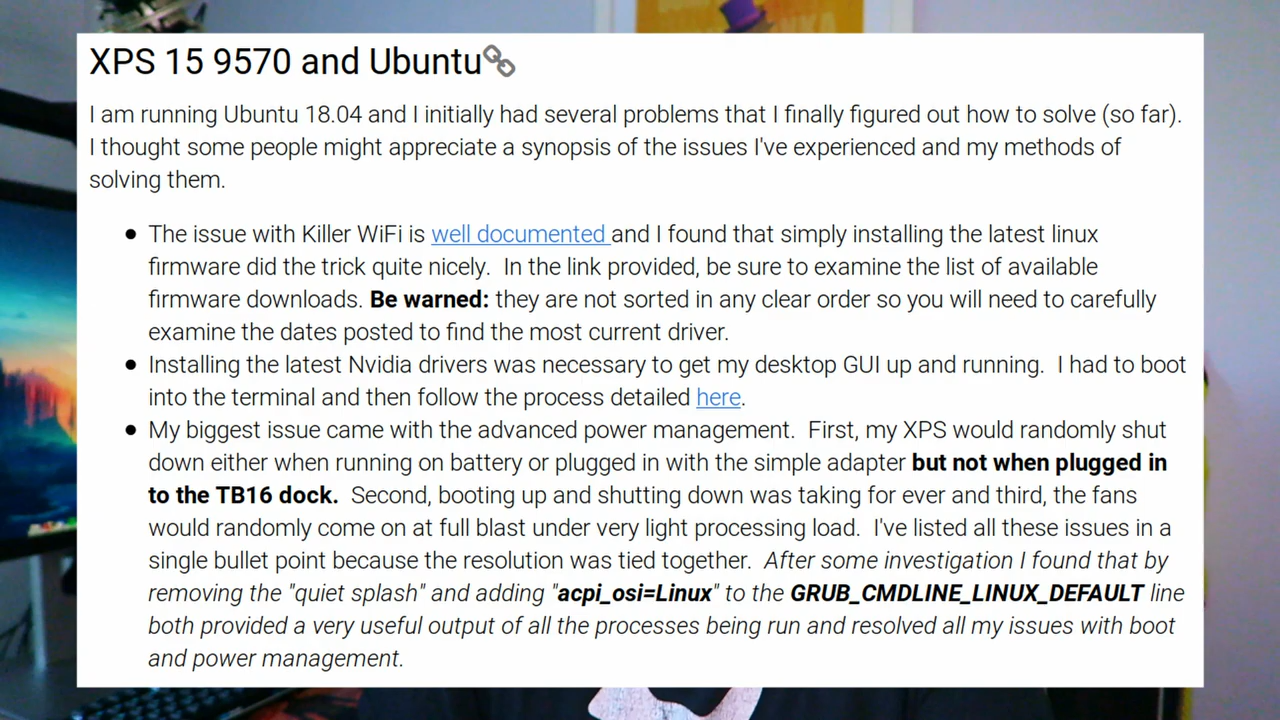 XPS 15 9570 and Ubuntu
I am running Ubuntu 18.04 and I initially had several problems that I finally figured out how to solve (so far).
I thought some people might appreciate a synopsis of the issues I've experienced and my methods of
solving them.
The issue with Killer WiFi is well documented and I found that simply installing the latest linux
firmware did the trick quite nicely.  In the link provided, be sure to examine the list of available
firmware downloads. Be warned: they are not sorted in any clear order so you will need to carefully
examine the dates posted to find the most current driver.
Installing the latest Nvidia drivers was necessary to get my desktop GUI up and running.  I had to boot
into the terminal and then follow the process detailed here.
My biggest issue came with the advanced power management.  First, my XPS would randomly shut
down either when running on battery or plugged in with the simple adapter but not when plugged in
to the TB16 dock.  Second, booting up and shutting down was taking for ever and third, the fans
would randomly come on at full blast under very light processing load.  I've listed all these issues in a
single bullet point because the resolution was tied together.  After some investigation I found that by
removing the "quiet splash" and adding "acpi_osi=Linux" to the GRUB_CMDLINE_LINUX_DEFAULT line
both provided a very useful output of all the processes being run and resolved all my issues with boot
and power management.